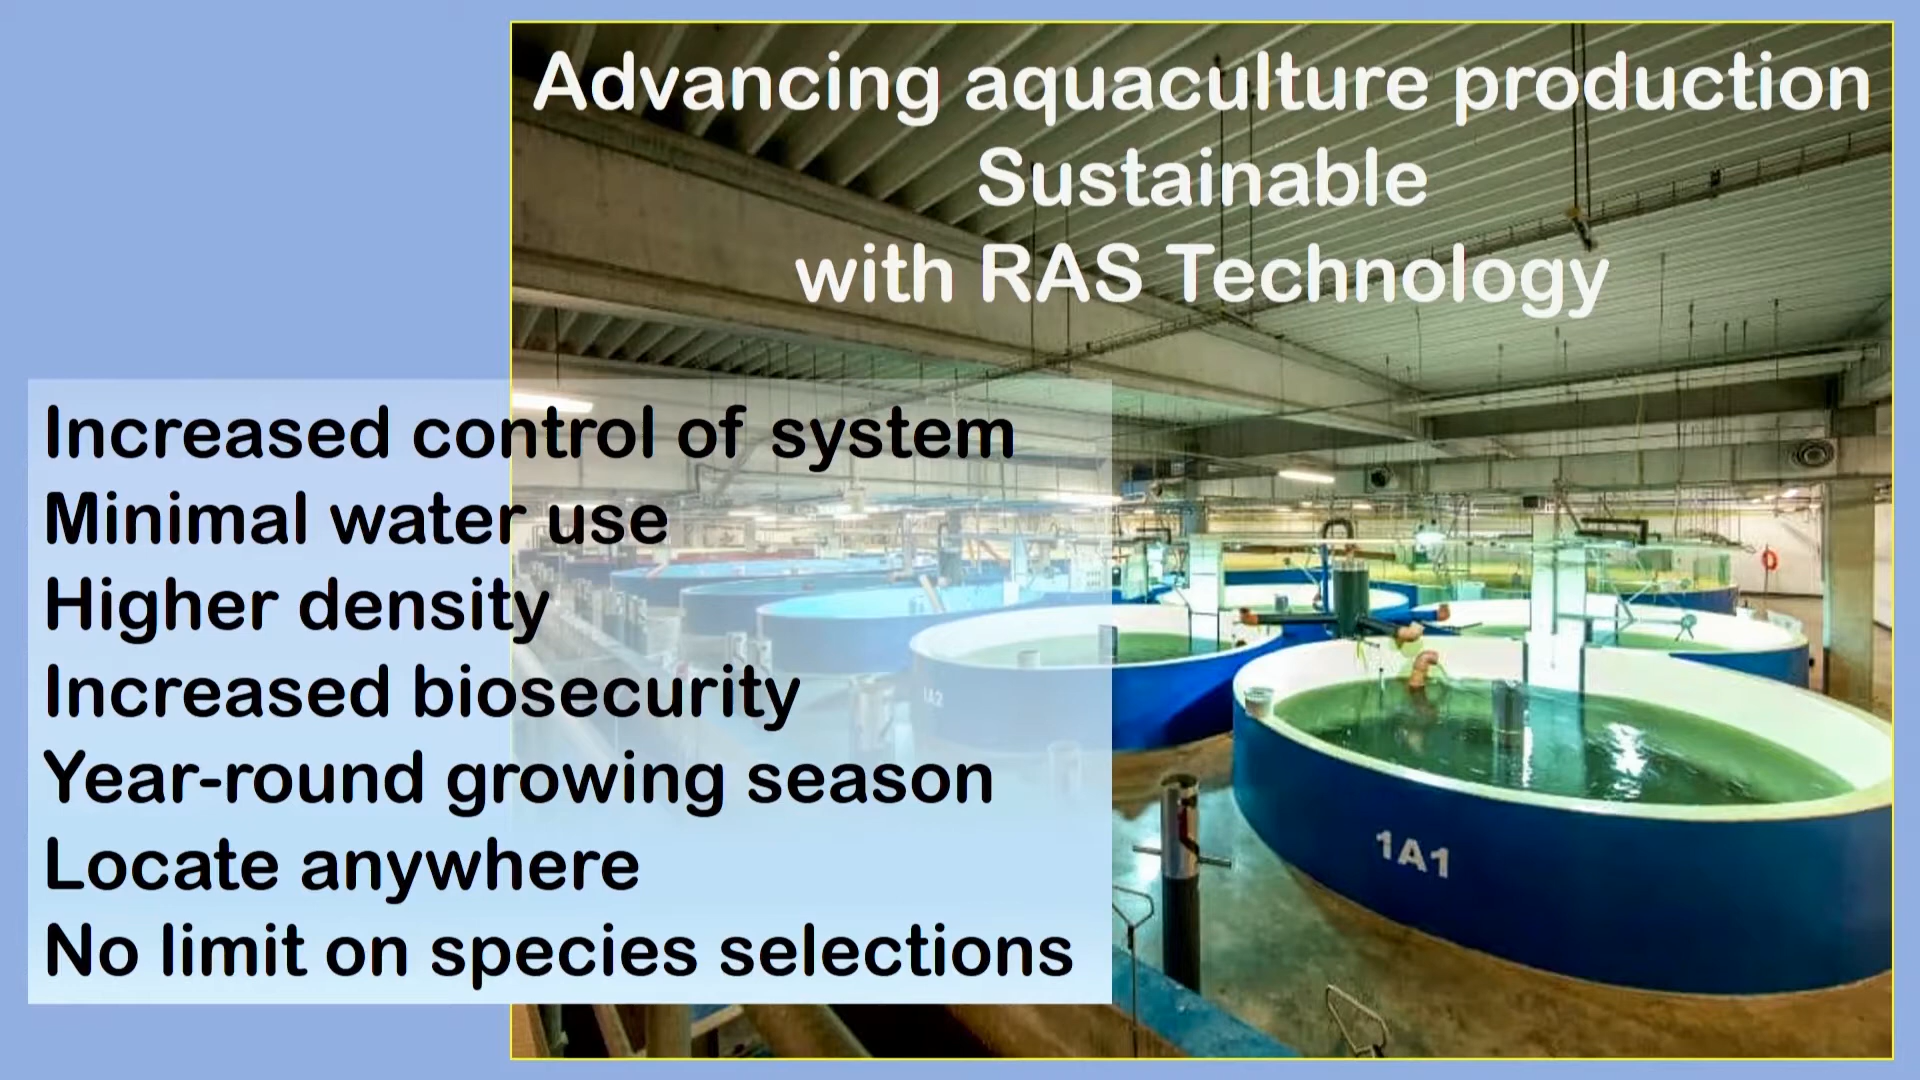 Advancing aquaculture production
Sustainable
with RAS Technology
Increased control of system
Minimal water use
Higher density
Increased biosecurity
Year-round growing season
Locate anywhere
No limit on species selections
1A2
1A1